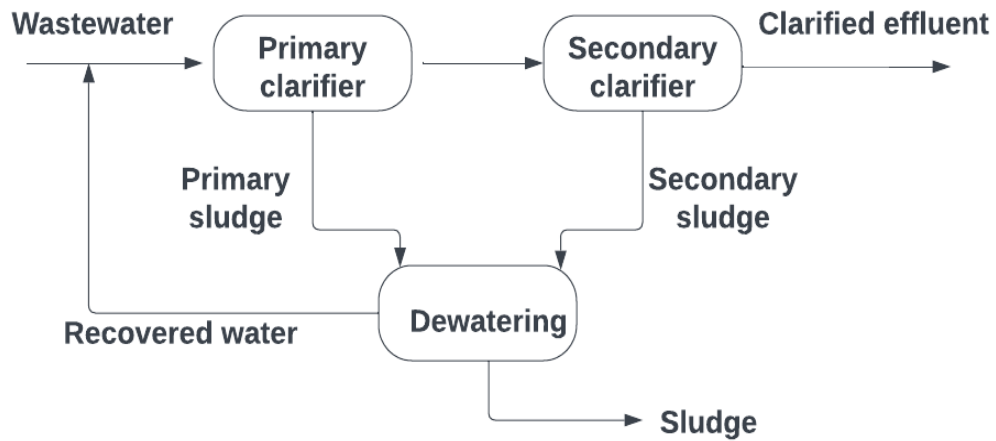 Wastewater
Clarified effluent
Primary
clarifier
Secondary
clarifier
Primary
sludge
Secondary
sludge
Dewatering
Recovered water
Sludge